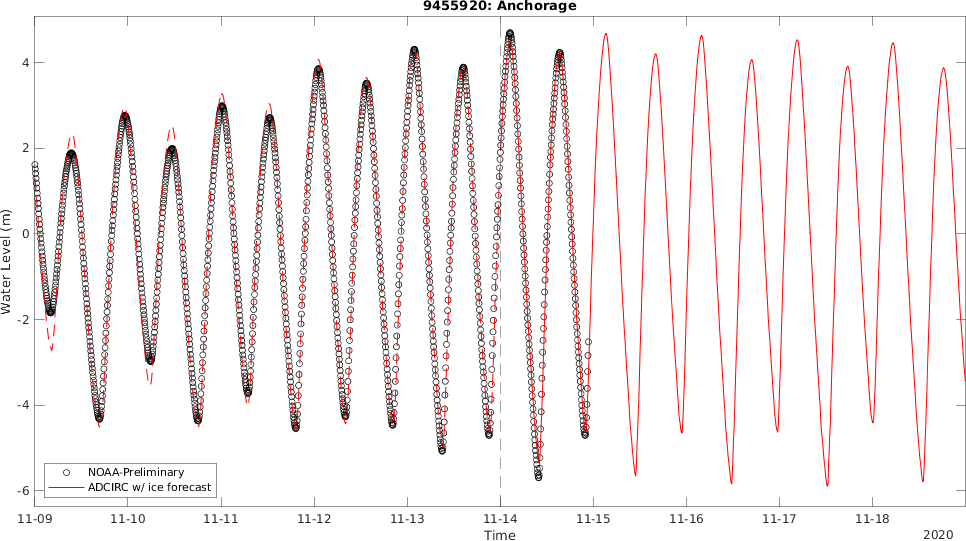 9455920: Anchorage
Water Level (m)
4
2
0
-2
-4
-6
NOAA-Preliminary
ADCIRC w/ ice forecast
11-09 11-10 11-11 11-12 11-13 11-14 11-15 11-16 11-17 11-18
Time
2020